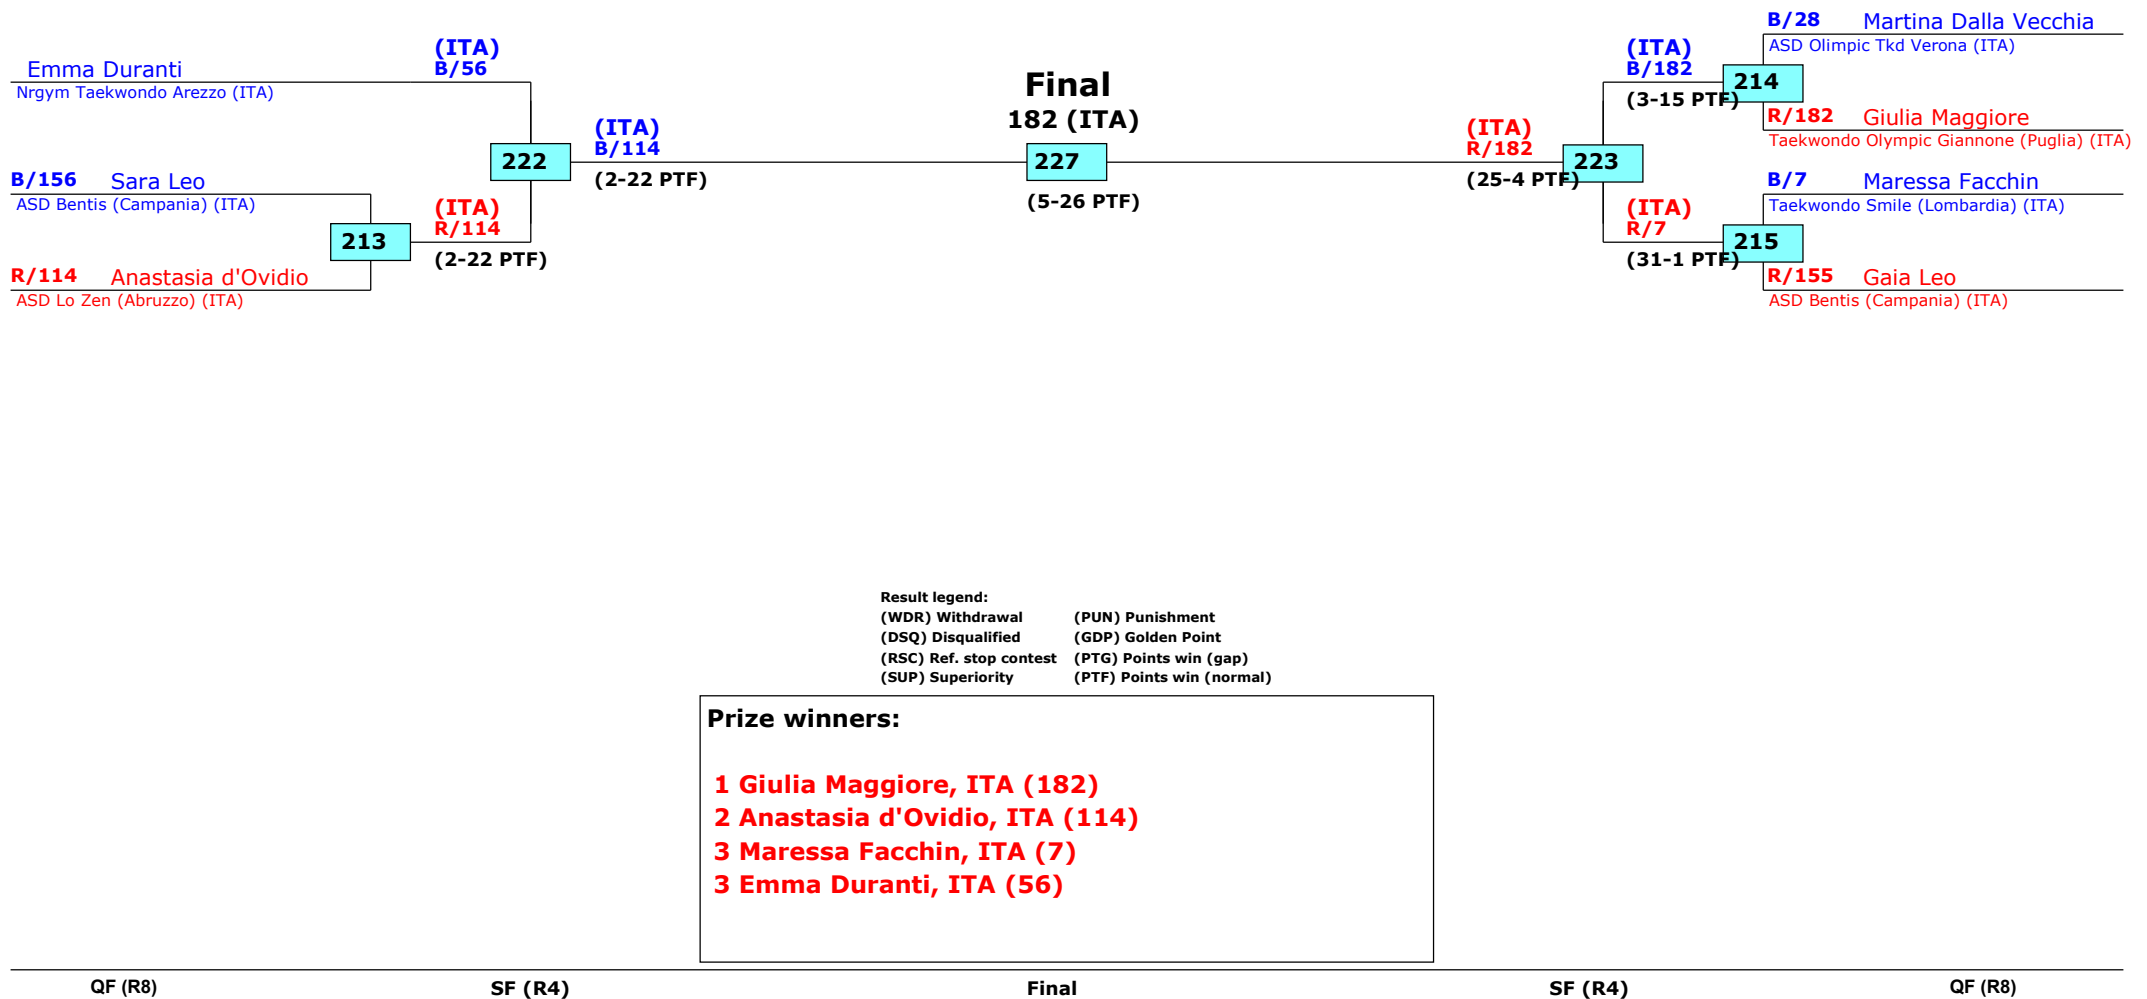 Emma Duranti
Nrgym Taekwondo Arezzo (ITA)
B/156 Sara Leo
ASD Bentis (Campania) (ITA)
213
R/114 Anastasia d'Ovidio
ASD Lo Zen (Abruzzo) (ITA)
(ITA)
B/56
222
(ITA)
R/114
(2-22 PTF)
(ITA)
B/114
(2-22 PTF)
Final
182 (ITA)
227
(5-26 PTF)
(ITA)
R/182
(25-4 PTF)
223
(ITA)
B/182
(3-15 PTF)
(ITA)
R/7
(31-1 PTF)
B/28 Martina Dalla Vecchia
ASD Olimpic Tkd Verona (ITA)
214
R/182 Giulia Maggiore
Taekwondo Olympic Giannone (Puglia) (ITA)
B/7 Maressa Facchin
Taekwondo Smile (Lombardia) (ITA)
215
R/155 Gaia Leo
ASD Bentis (Campania) (ITA)
Result legend:
(WDR) Withdrawal (PUN) Punishment
(DSQ) Disqualified (GDP) Golden Point
(RSC) Ref. stop contest (PTG) Points win (gap)
(SUP) Superiority (PTF) Points win (normal)
Prize winners:
1 Giulia Maggiore, ITA (182)
2 Anastasia d'Ovidio, ITA (114)
3 Maressa Facchin, ITA (7)
3 Emma Duranti, ITA (56)
QF (R8) SF (R4) Final SF (R4) QF (R8)